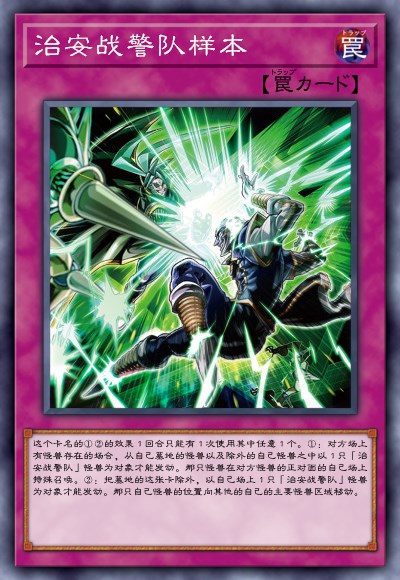 治安战警队样本
罠
トラップ
【罠カード】
トラップ
这个卡名的①②的效果1回合只能有1次使用其中任意1个。①：对方场上
有怪兽存在的场合，从自己墓地的怪兽以及除外的自己怪兽之中以1只「治
安战警队」怪兽为对象才能发动。那只怪兽在对方怪兽的正对面的自己场上
特殊召唤。②：把墓地的这张卡除外，以自己场上1只「治安战警队」怪兽
为对象才能发动。那只自己怪兽的位置向其他的自己的主要怪兽区域移动。